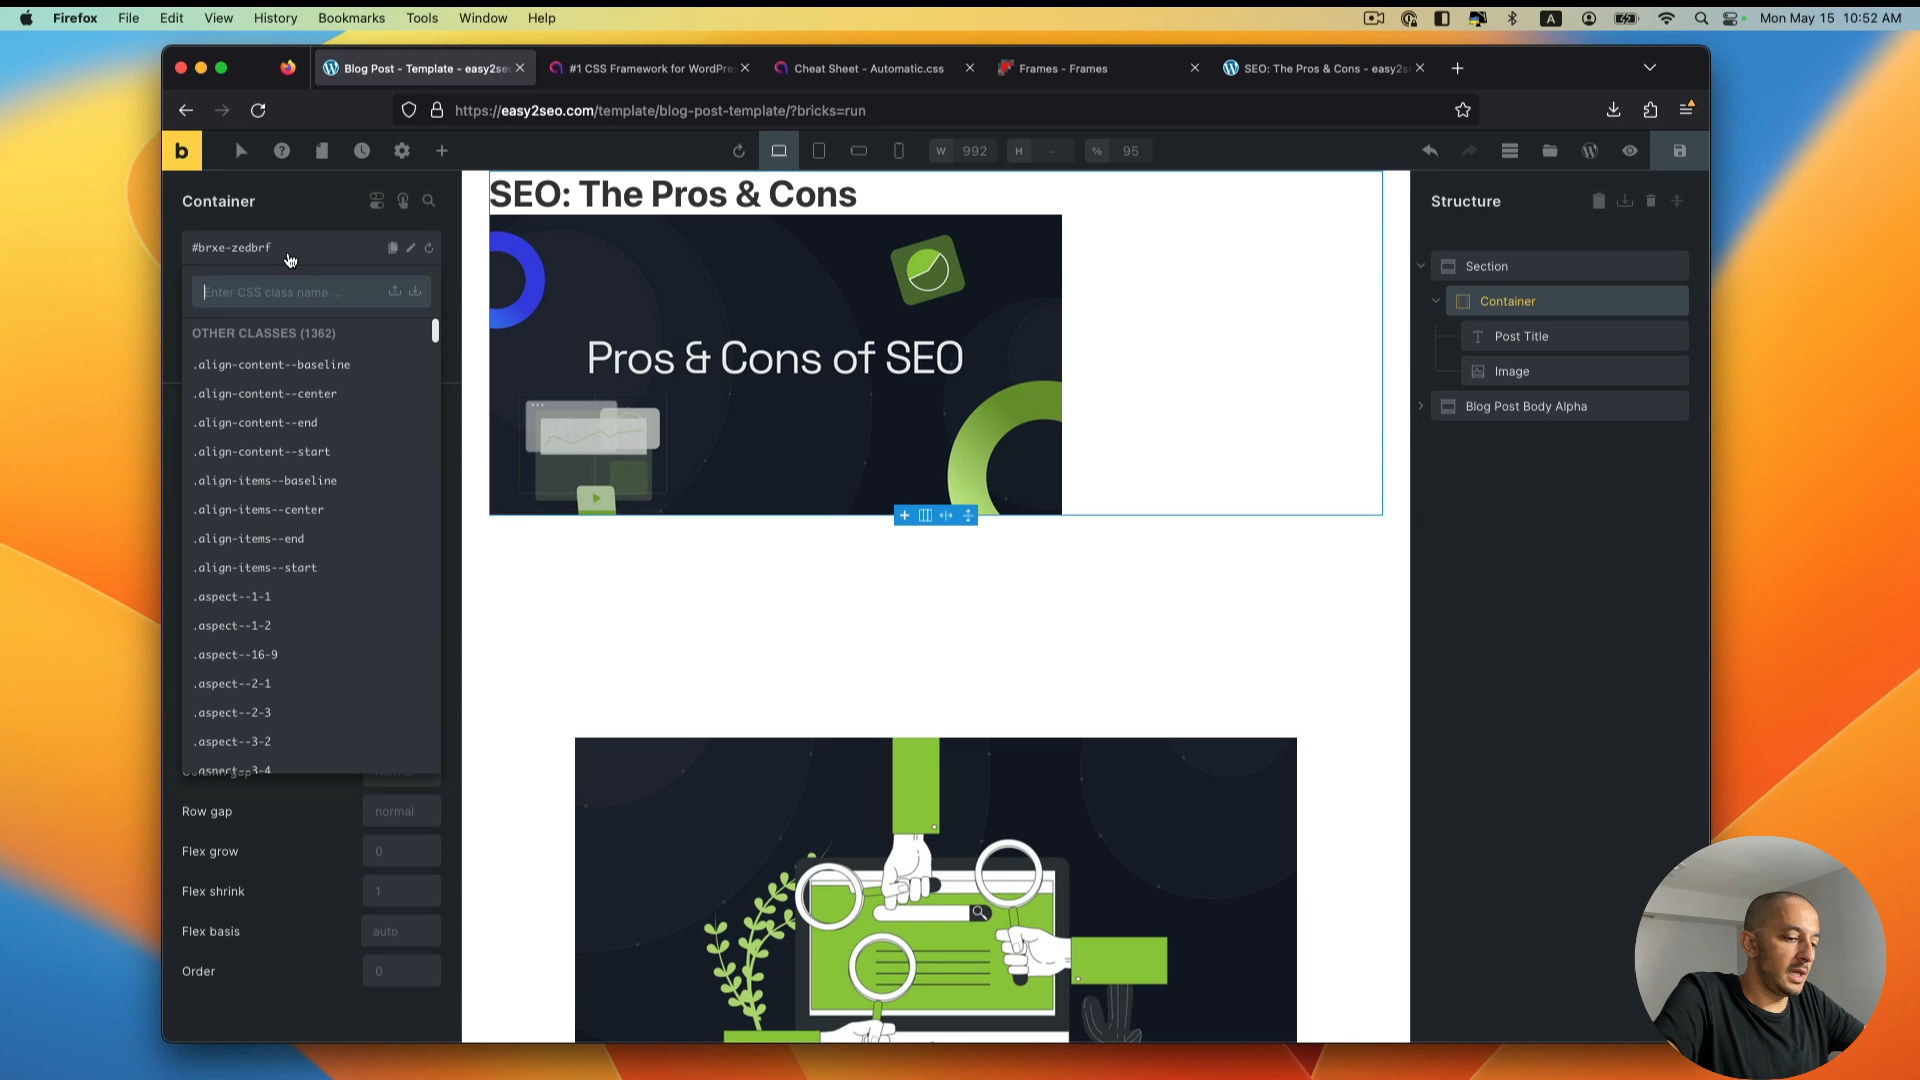 Firefox File Edit View History Bookmarks Tools Window Help
A Mon May 15 10:52 AM
Blog Post - Template - easy2se
#1 CSS Framework for WordPre
Cheat Sheet - Automatic.css
Frames - Frames
SEO: The Pros & Cons - easy2s
https://easy2seo.com/template/blog-post-template/?bricks=run
b
W 992 H - % 95
Container
#brxe-zedbrf
Enter CSS class name ...
OTHER CLASSES (1362)
.align-content--baseline
.align-content--center
.align-content--end
.align-content--start
.align-items--baseline
.align-items--center
.align-items--end
.align-items--start
.aspect--1-1
.aspect--1-2
.aspect--16-9
.aspect--2-1
.aspect--2-3
.aspect--3-2
.aspect--3-4
Row gap normal
Flex grow 0
Flex shrink 1
Flex basis auto
Order 0
SEO: The Pros & Cons
Pros & Cons of SEO
Structure
Section
Container
Post Title
Image
Blog Post Body Alpha